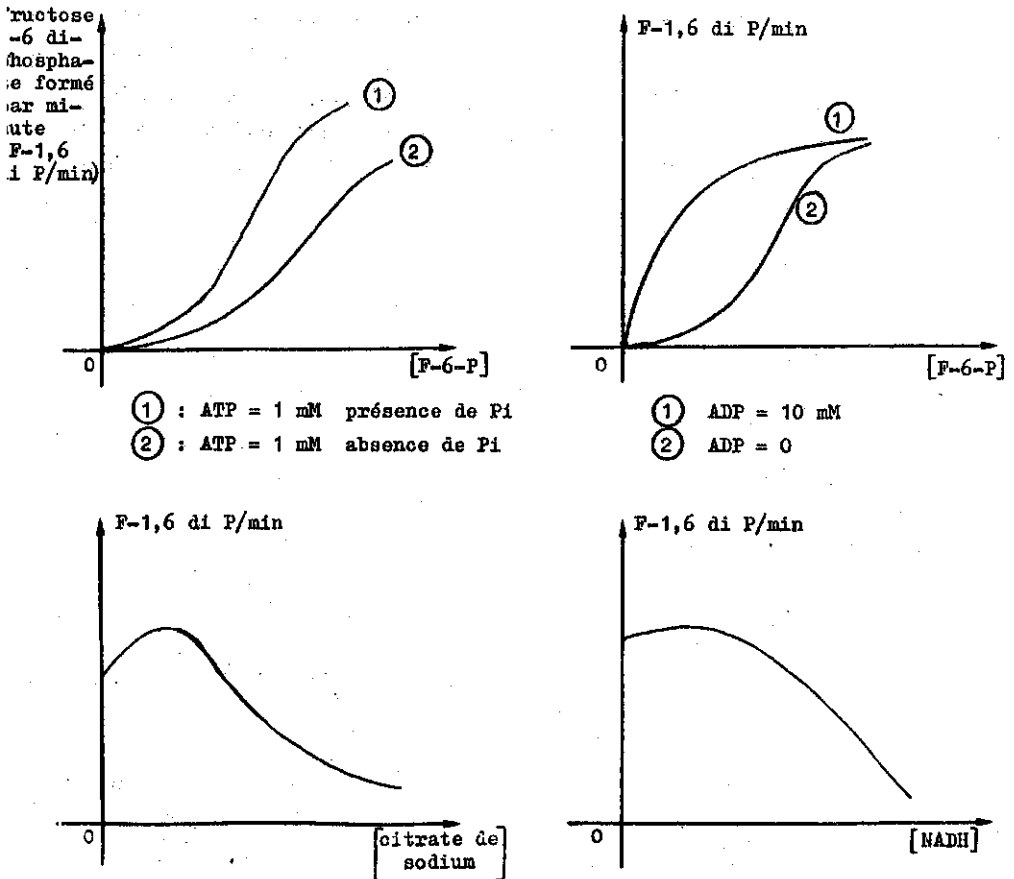 ructose
-6 di-
hospha-
e formé
ar mi-
ute
F-1,6
i P/min)
1
2
0
[F-6-P]
1 : ATP = 1 mM présence de Pi
2 : ATP = 1 mM absence de Pi
F-1,6 di P/min
1
2
0
[F-6-P]
1 ADP = 10 mM
2 ADP = 0
F-1,6 di P/min
0
[citrate de
sodium]
F-1,6 di P/min
0
[NADH]